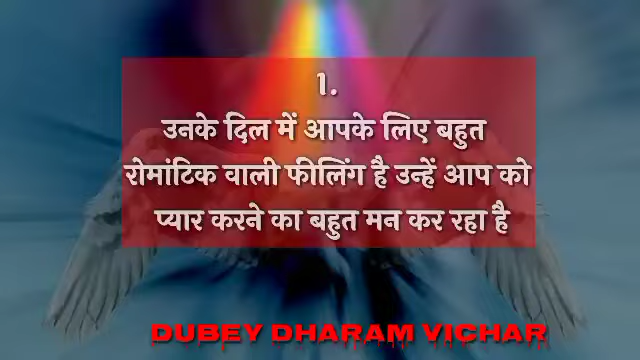 1.
उनके दिल में आपके लिए बहुत
रोमांटिक वाली फीलिंग है उन्हें आप को
प्यार करने का बहुत मन कर रहा है
DUBEY DHARAM VICHAR